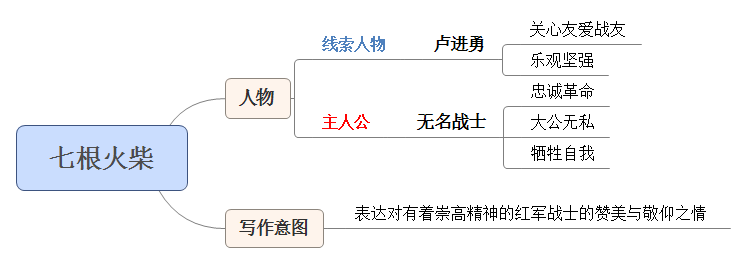 七根火柴
人物
线索人物 卢进勇
关心友爱战友
乐观坚强
主人公 无名战士
忠诚革命
大公无私
牺牲自我
写作意图
表达对有着崇高精神的红军战士的赞美与敬仰之情